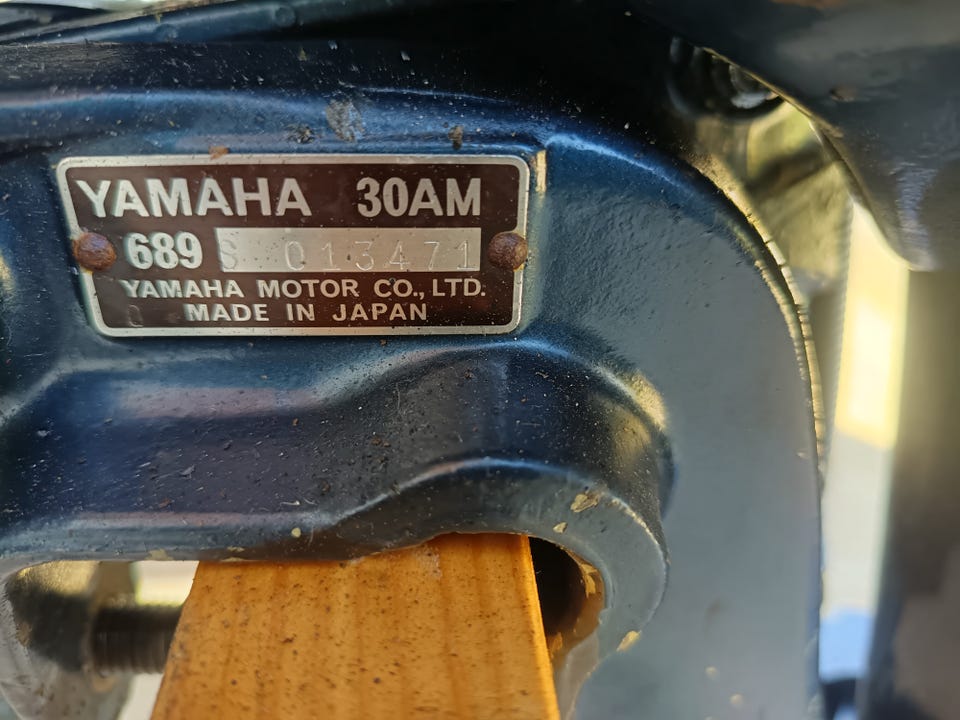 YAMAHA 30AM
689 S 013471
YAMAHA MOTOR CO., LTD.
MADE IN JAPAN